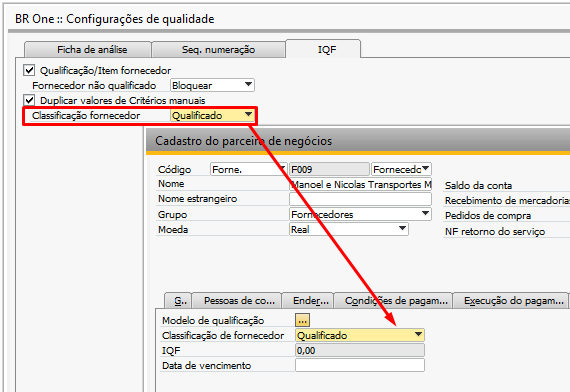 BR One :: Configurações de qualidade
Ficha de análise Seq. numeração IQF
Qualificação/Item fornecedor
Fornecedor não qualificado Bloquear
Duplicar valores de Critérios manuais
Classificação fornecedor Qualificado
Cadastro do parceiro de negócios
Código Forne. F009 Fornecedo
Nome Manoel e Nicolas Transportes M Saldo da conta
Nome estrangeiro Recebimento de mercadorias
Grupo Fornecedores Pedidos de compra
Moeda Real NF retorno do serviço
G.. Pessoas de co... Ender... Condições de pagam... Execução do pagam...
Modelo de qualificação ...
Classificação de fornecedor Qualificado
IQF 0,00
Data de vencimento